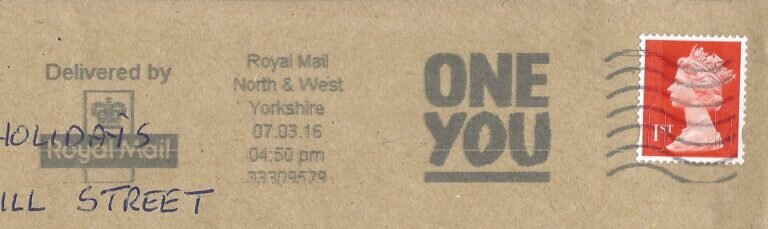 Delivered by
Royal Mail
Royal Mail
North & West
Yorkshire
07.03.16
04:50 pm
33309579
ONE
YOU
1ST
HOLIDAYS
ILL STREET